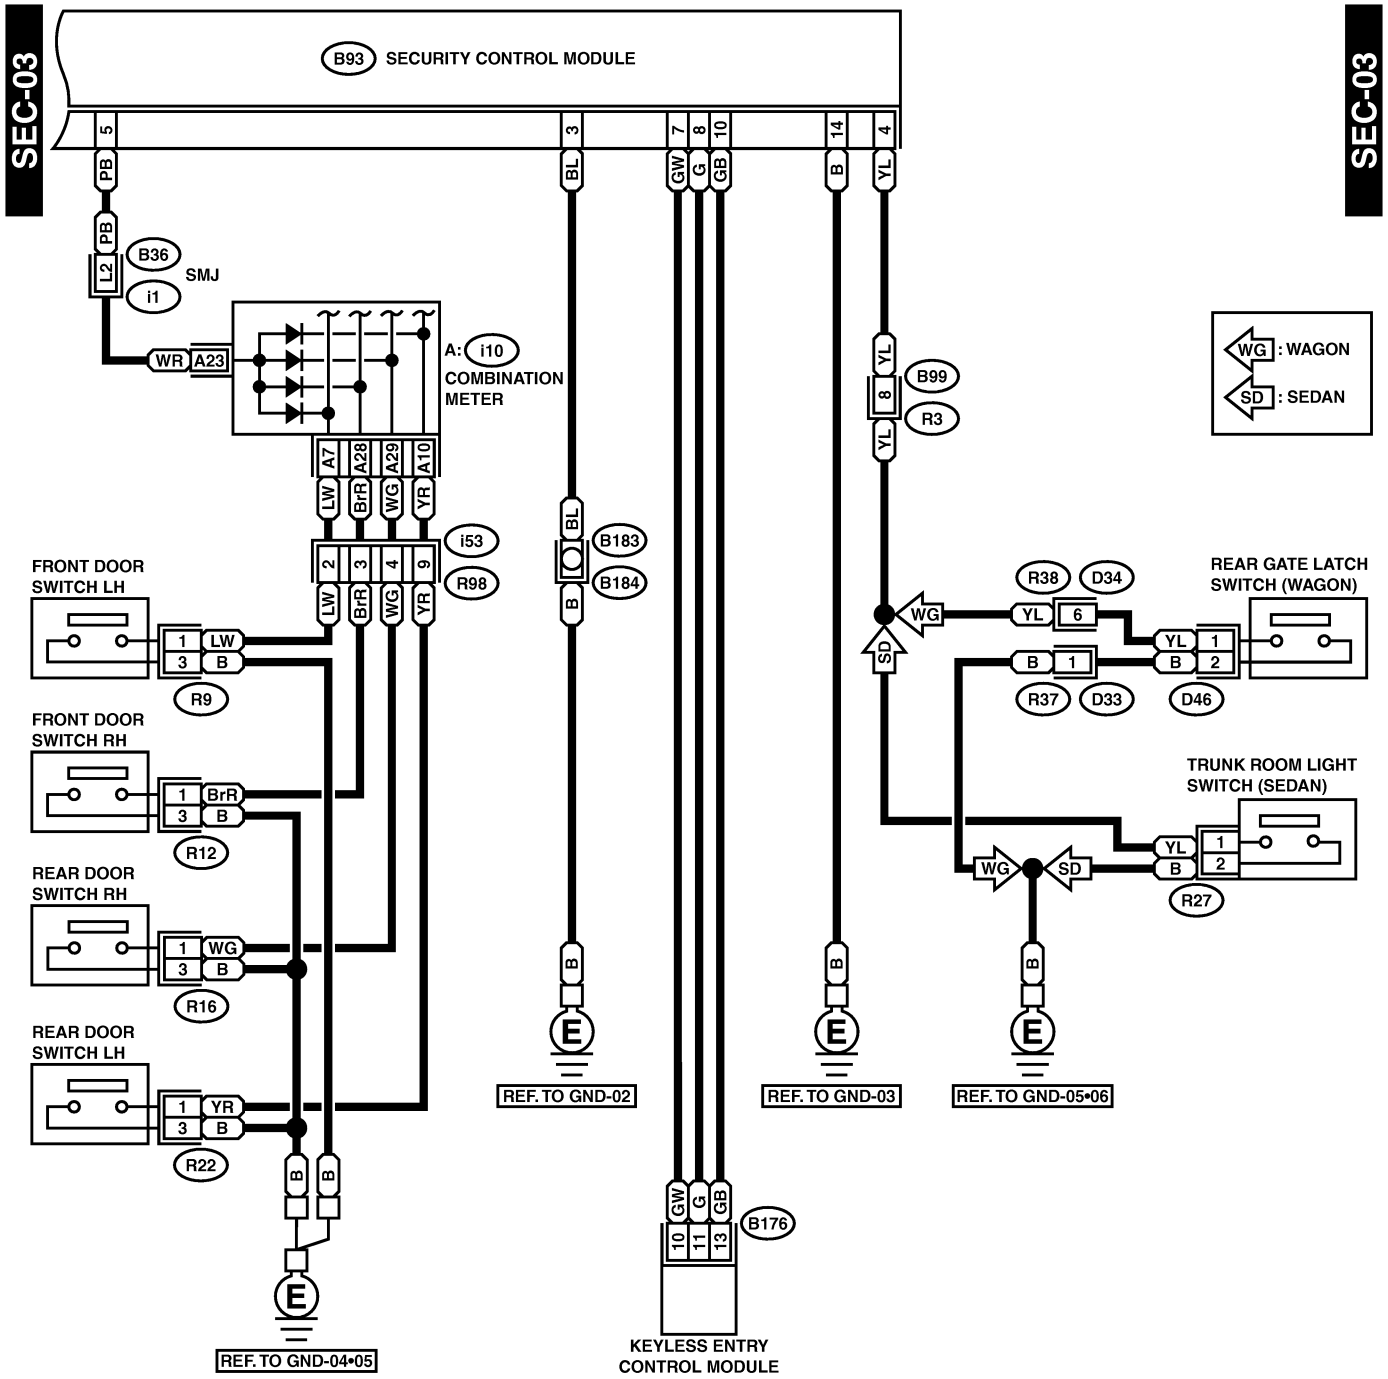 SEC-03
SEC-03
B93 SECURITY CONTROL MODULE
5 3 7 8 10 14 4
PB BL GW G GB B YL
PB
L2
B36
SMJ
i1
WR A23
A: i10
COMBINATION
METER
A7 A28 A29 A10
LW BrR WG YR
i53
2 3 4 9
R98
LW BrR WG YR
YL
B99
8
R3
YL
WG : WAGON
SD : SEDAN
BL
B183
B184
B
FRONT DOOR
SWITCH LH
1 LW
3 B
R9
FRONT DOOR
SWITCH RH
1 BrR
3 B
R12
REAR DOOR
SWITCH RH
1 WG
3 B
R16
REAR DOOR
SWITCH LH
1 YR
3 B
R22
B B
E
REF. TO GND-04•05
B
E
REF. TO GND-02
B
E
REF. TO GND-03
REAR GATE LATCH
SWITCH (WAGON)
R38 D34
WG YL 6 YL 1
SD
B 1 B 2
R37 D33 D46
TRUNK ROOM LIGHT
SWITCH (SEDAN)
YL 1
WG SD B 2
R27
B
E
REF. TO GND-05•06
GW G GB
10 11 13
B176
KEYLESS ENTRY
CONTROL MODULE